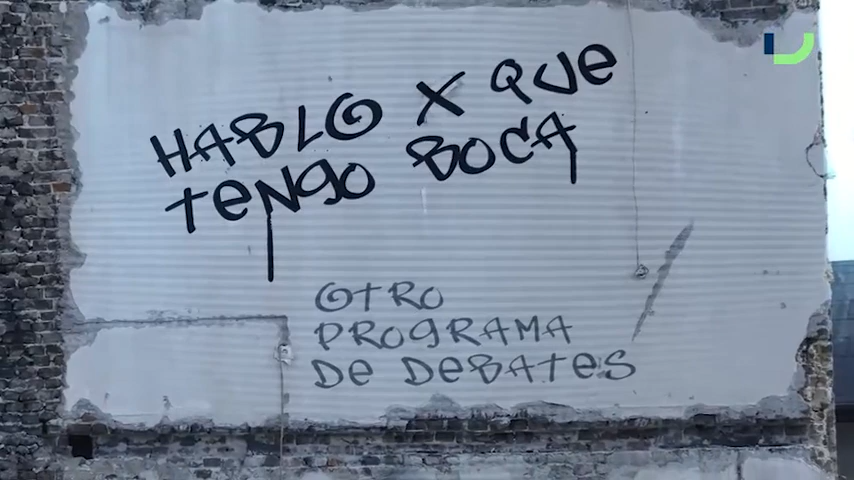 HABLO X QUE
TENGO BOCA
OTRO
PROGRAMA
DE DEBATES